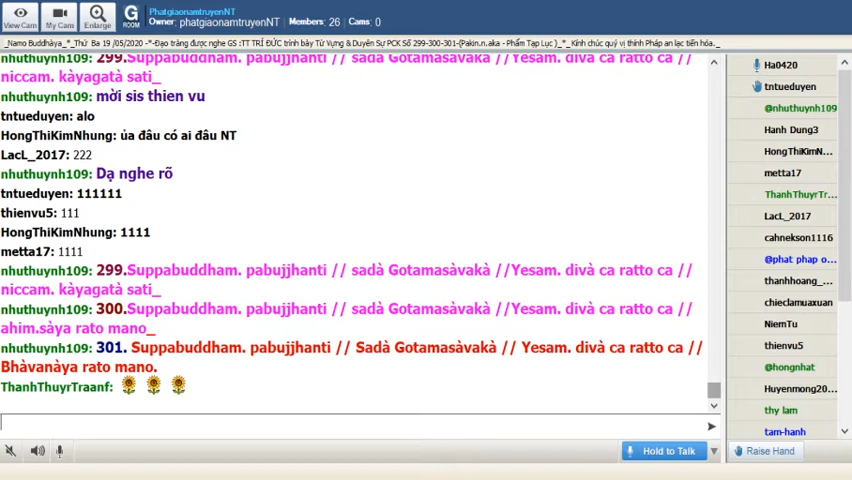 View Cam
My Cam
Enlarge
G
ROOM
PhatgiaonamtruyenNT
Owner: phatgiaonamtruyenNT Members: 26 Cams: 0
_Namo Buddhàya_*_Thứ Ba 19 /05/2020 -*-Đạo tràng được nghe GS :TT TRÍ ĐỨC trình bày Từ Vựng & Duyên Sự PCK Số 299-300-301-(Pakin.n.aka - Phẩm Tạp Lục )_*_Kính chúc quý vị thính Pháp an lạc tiến hóa._
nhuthuynh109: 299.Suppabuddham. pabujjhanti // sadà Gotamasàvakà //Yesam. divà ca ratto ca //
niccam. kàyagatà sati_
nhuthuynh109: mời sis thien vu
tntueduyen: alo
HongThiKimNhung: ủa đâu có ai đâu NT
LacL_2017: 222
nhuthuynh109: Dạ nghe rõ
tntueduyen: 111111
thienvu5: 111
HongThiKimNhung: 1111
metta17: 1111
nhuthuynh109: 299.Suppabuddham. pabujjhanti // sadà Gotamasàvakà //Yesam. divà ca ratto ca //
niccam. kàyagatà sati_
nhuthuynh109: 300.Suppabuddham. pabujjhanti // sadà Gotamasàvakà //Yesam. divà ca ratto ca //
ahim.sàya rato mano_
nhuthuynh109: 301. Suppabuddham. pabujjhanti // Sadà Gotamasàvakà // Yesam. divà ca ratto ca //
Bhàvanàya rato mano.
ThanhThuyrTraanf:
Hold to Talk
Ha0420
tntueduyen
@nhuthuynh109
Hanh Dung3
HongThiKimN...
metta17
ThanhThuyrTr...
LacL_2017
cahnekson1116
@phat phap o...
thanhhoang_...
chieclamuaxuan
NiemTu
thienvu5
@hongnhat
Huyenmong20...
thy lam
tam-hanh
Raise Hand